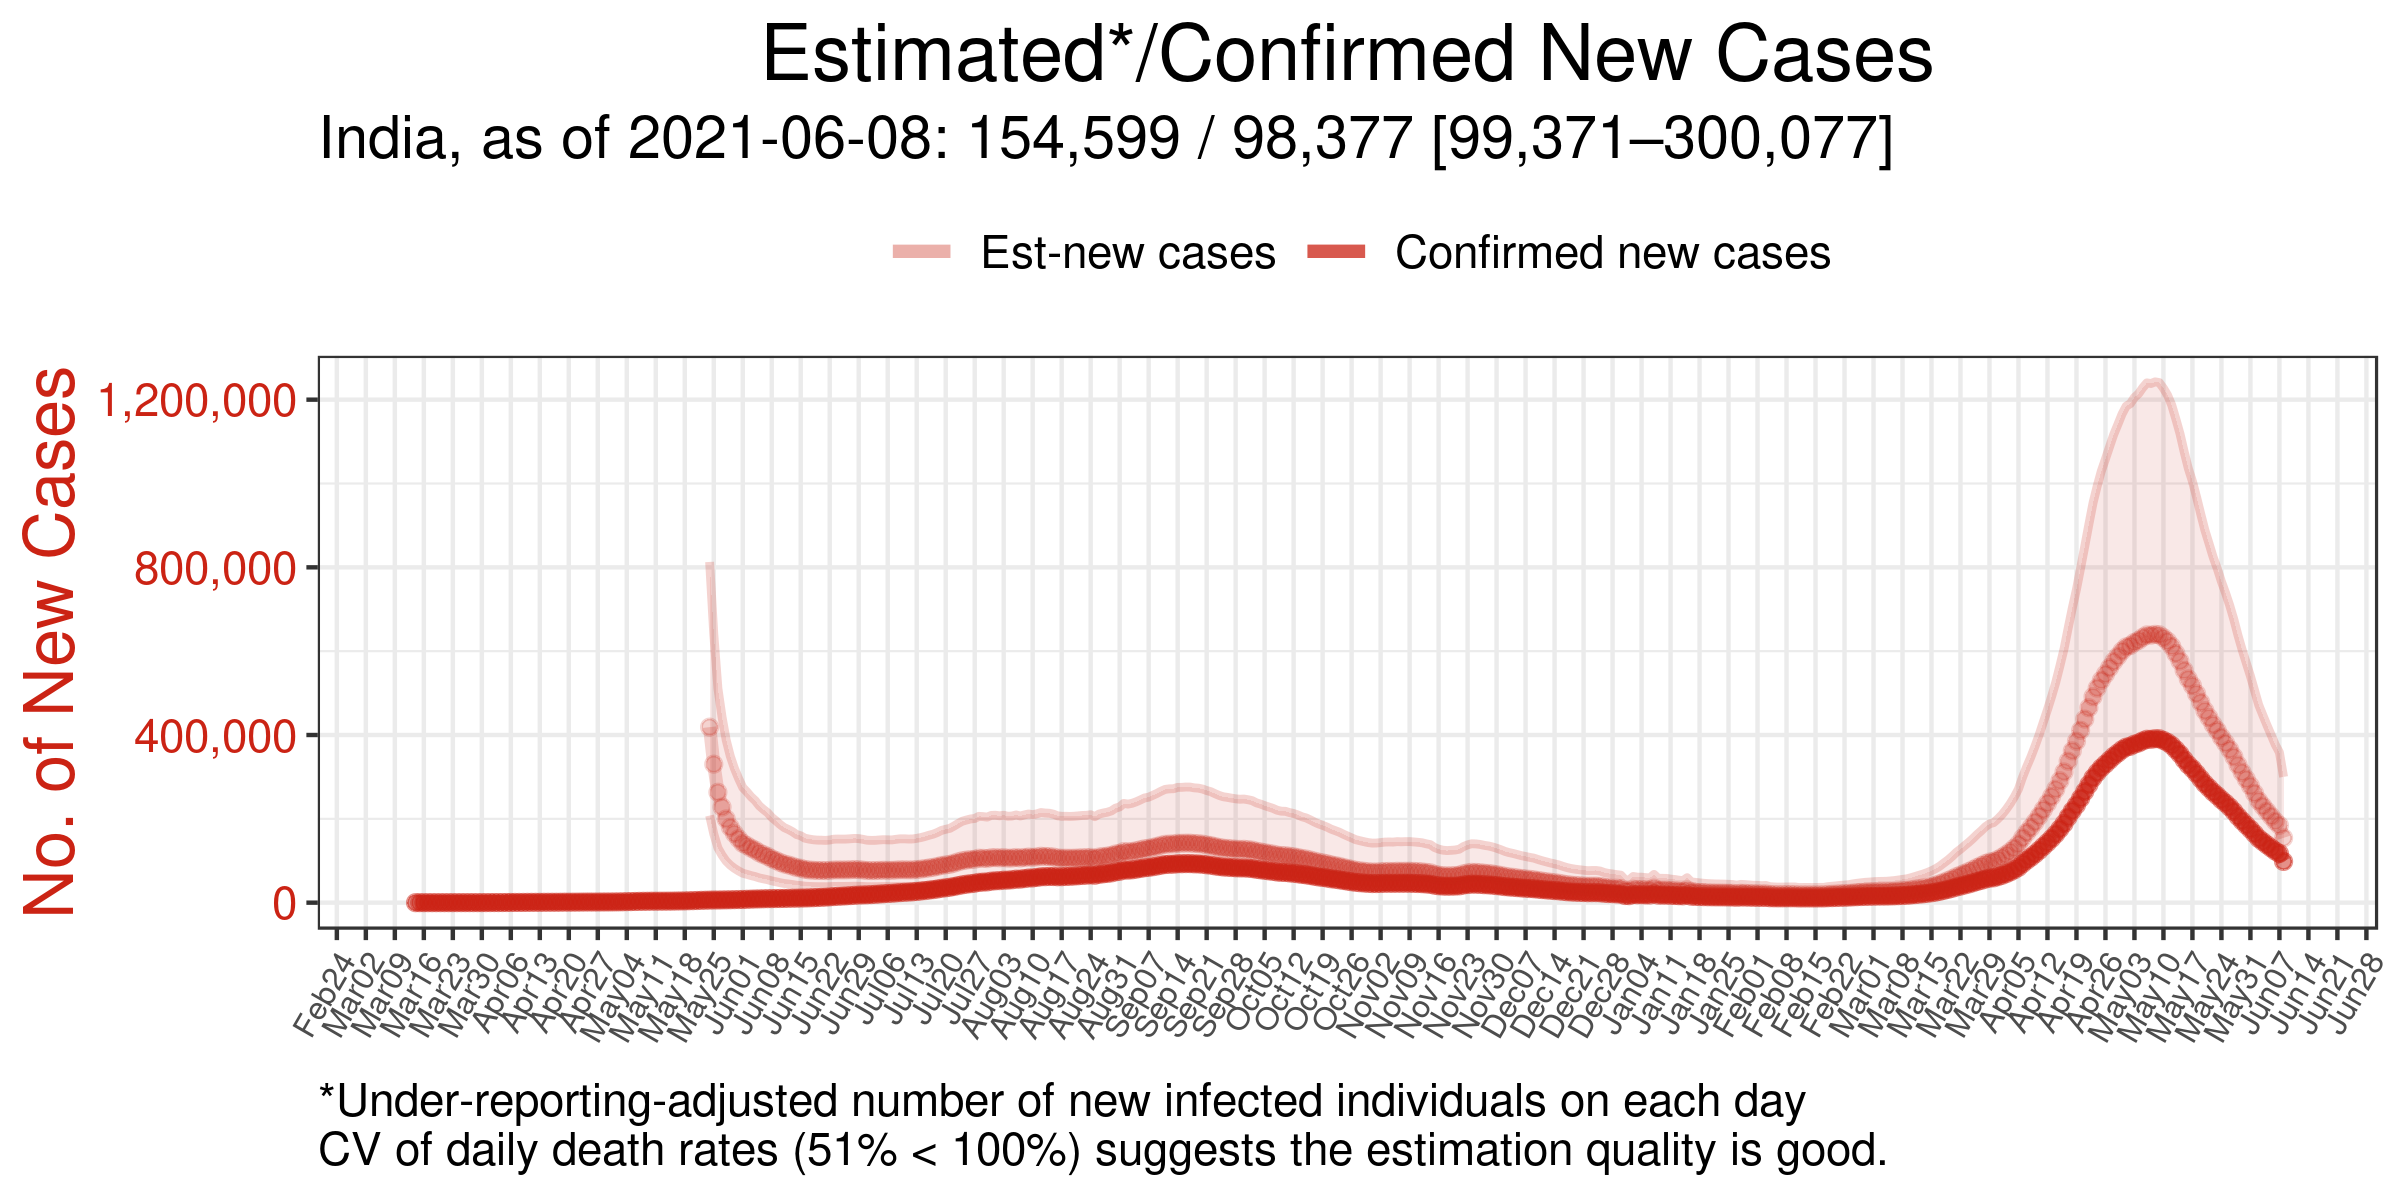 Estimated*/Confirmed New Cases
India, as of 2021-06-08: 154,599 / 98,377 [99,371–300,077]
Est-new cases
Confirmed new cases
No. of New Cases
1,200,000
800,000
400,000
0
Feb24
Mar02
Mar09
Mar16
Mar23
Mar30
Apr06
Apr13
Apr20
Apr27
May04
May11
May18
May25
Jun01
Jun08
Jun15
Jun22
Jun29
Jul06
Jul13
Jul20
Jul27
Aug03
Aug10
Aug17
Aug24
Aug31
Sep07
Sep14
Sep21
Sep28
Oct05
Oct12
Oct19
Oct26
Nov02
Nov09
Nov16
Nov23
Nov30
Dec07
Dec14
Dec21
Dec28
Jan04
Jan11
Jan18
Jan25
Feb01
Feb08
Feb15
Feb22
Mar01
Mar08
Mar15
Mar22
Mar29
Apr05
Apr12
Apr19
Apr26
May03
May10
May17
May24
May31
Jun07
Jun14
Jun21
Jun28
*Under-reporting-adjusted number of new infected individuals on each day
CV of daily death rates (51% < 100%) suggests the estimation quality is good.